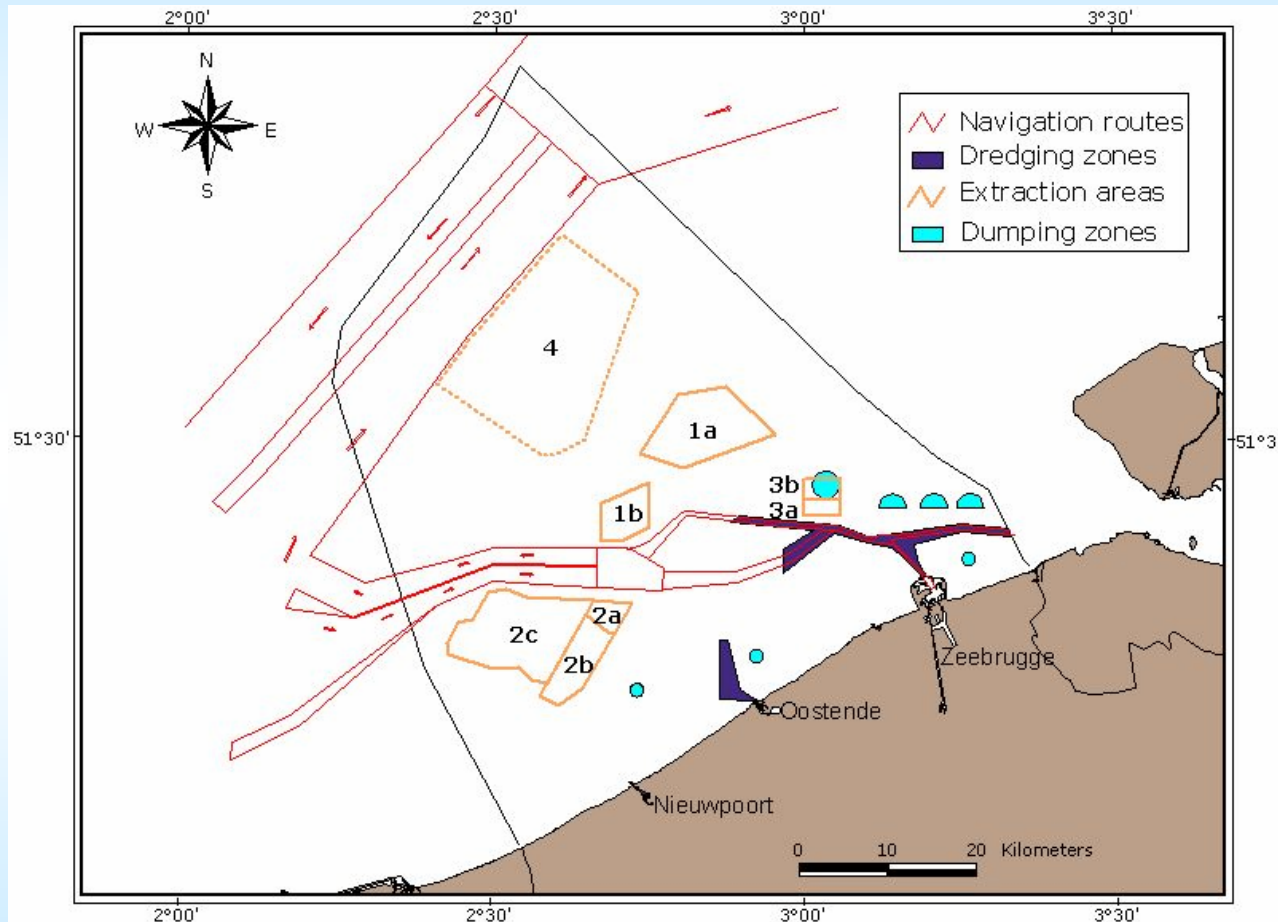 2°00' 2°30' 3°00' 3°30'
N
W E
S
Navigation routes
Dredging zones
Extraction areas
Dumping zones
4
1a
51°30' 51°3
3b
3a
1b
2a
2c
2b
Zeebrugge
Oostende
Nieuwpoort
0 10 20 Kilometers
2°00' 2°30' 3°00' 3°30'